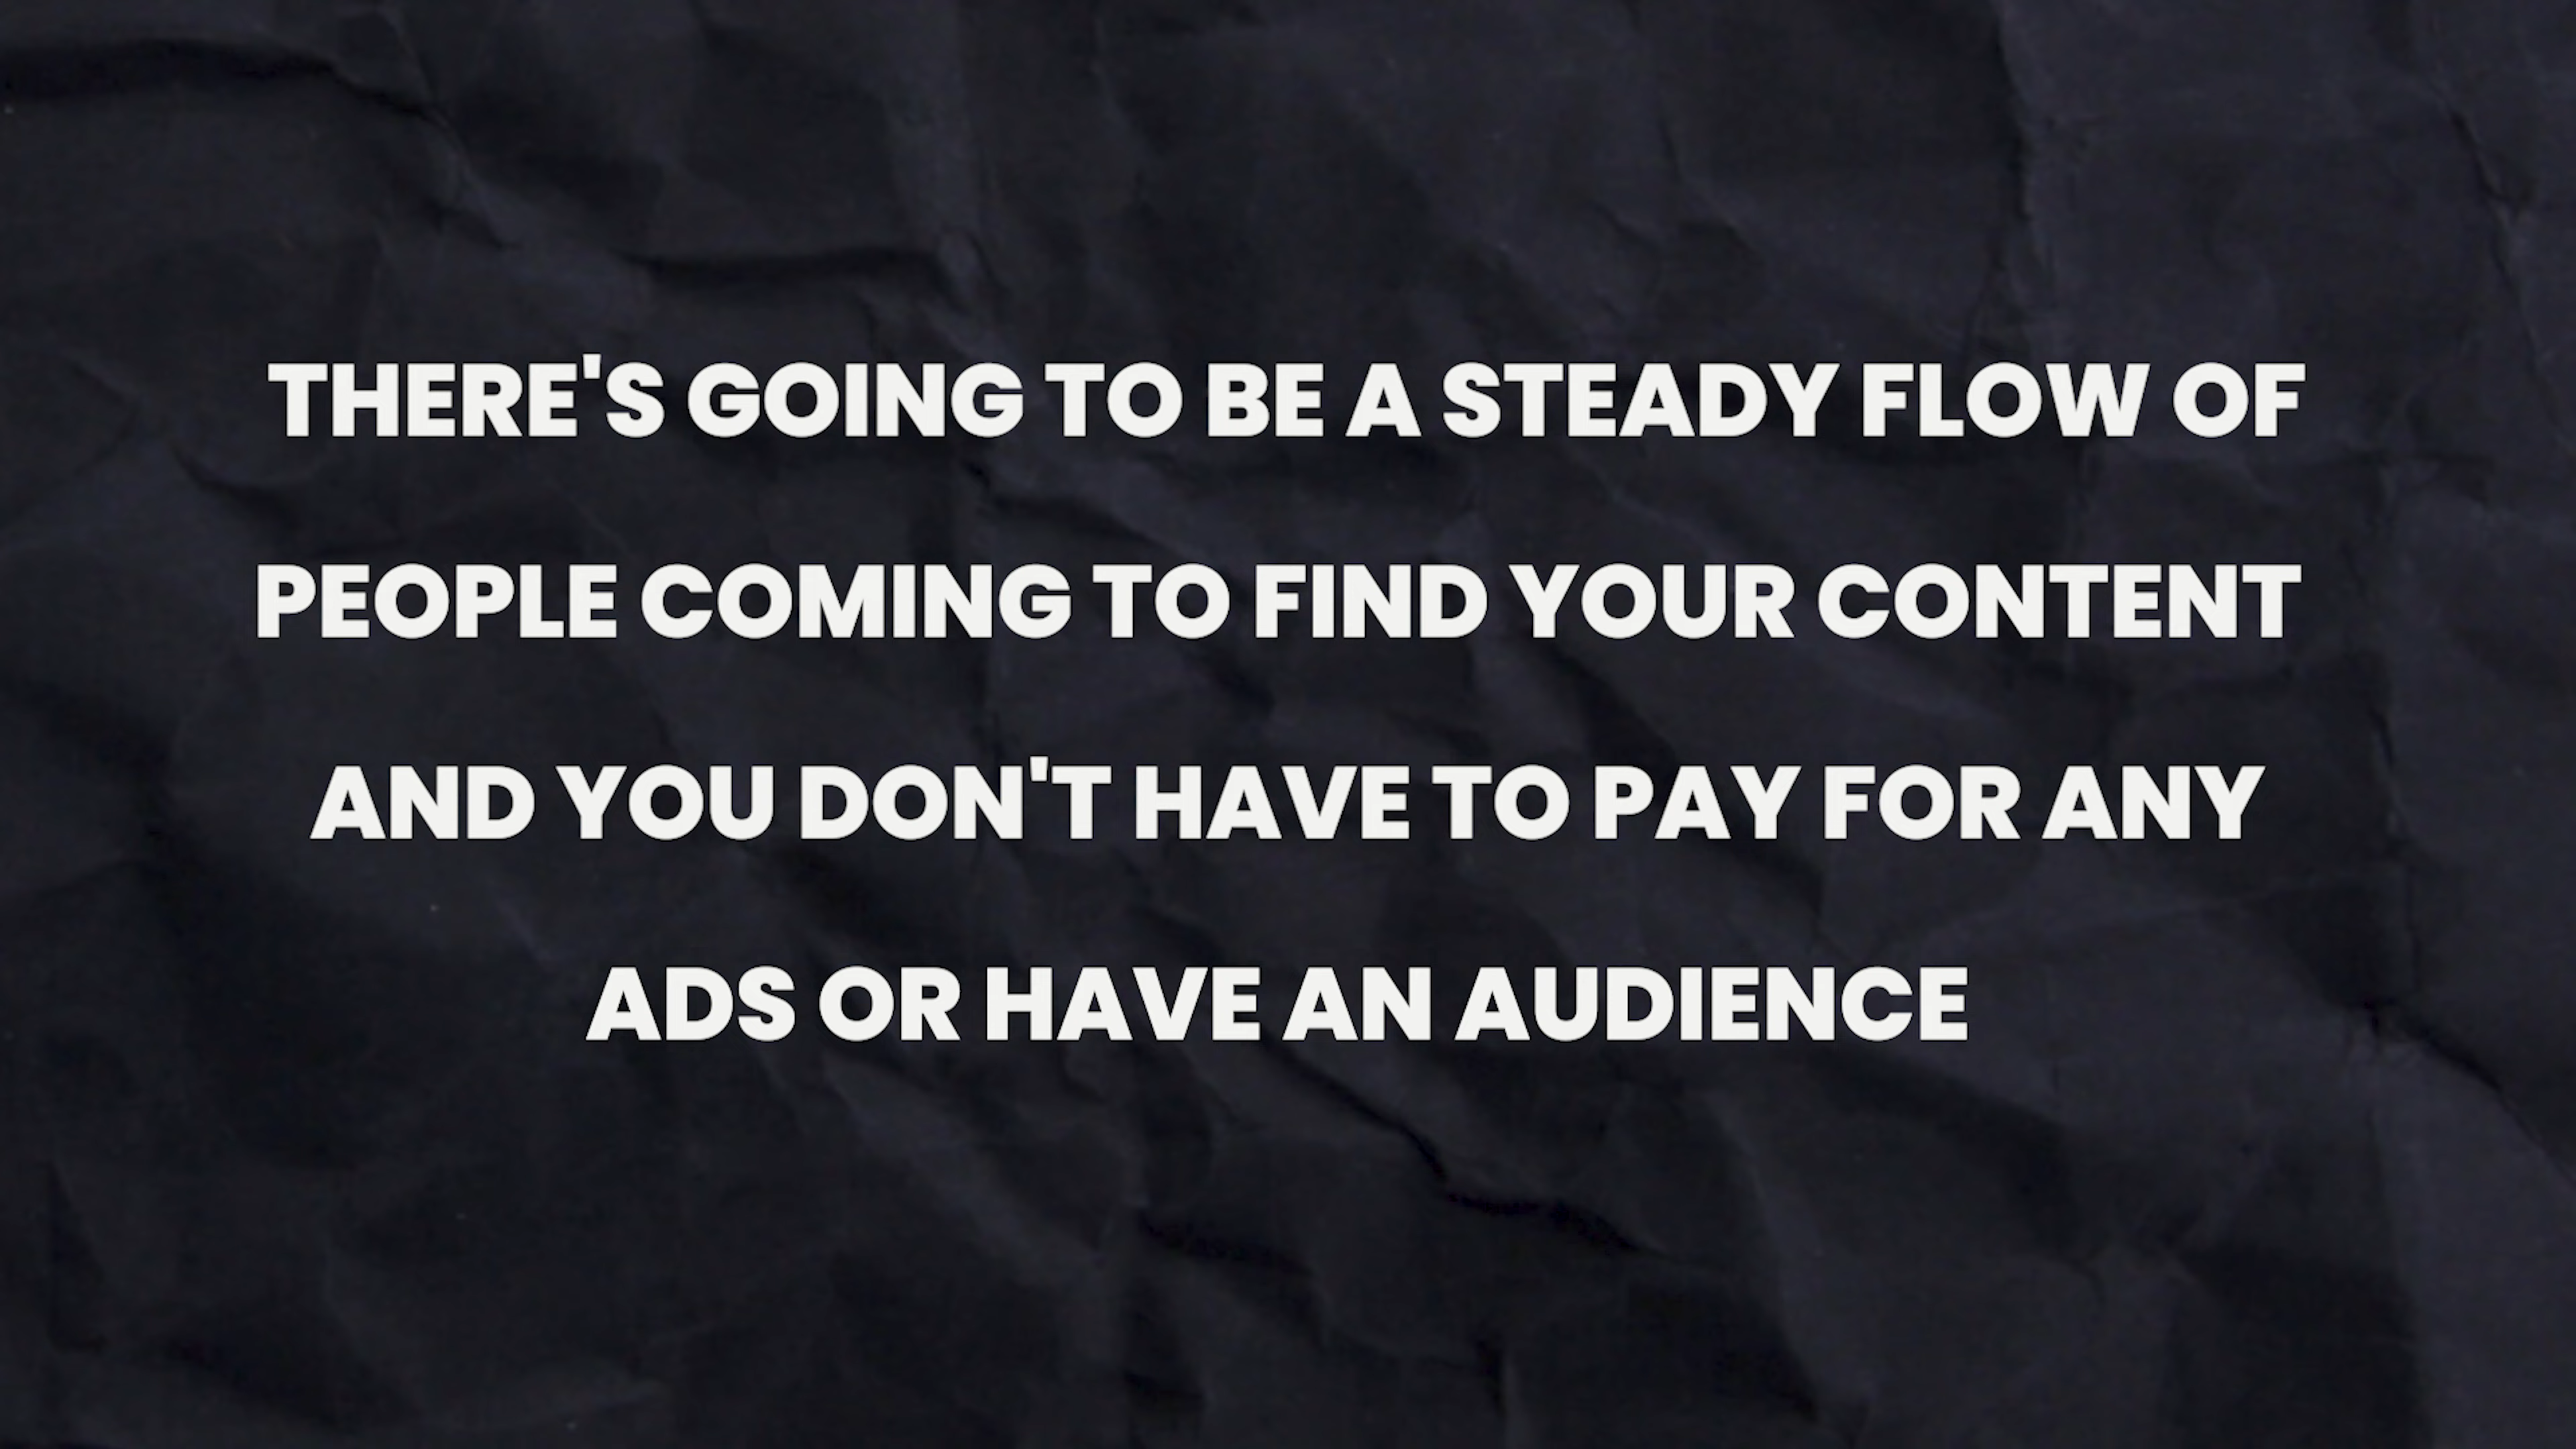 THERE'S GOING TO BE A STEADY FLOW OF
PEOPLE COMING TO FIND YOUR CONTENT
AND YOU DON'T HAVE TO PAY FOR ANY
ADS OR HAVE AN AUDIENCE